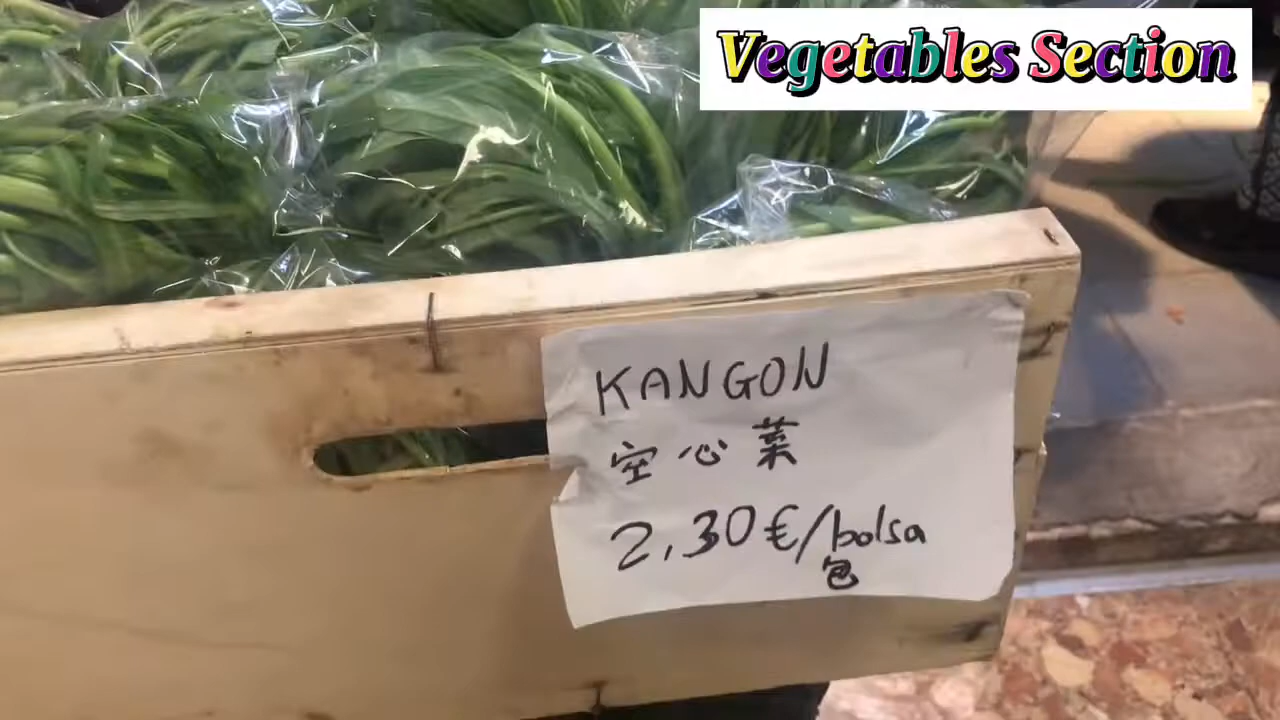 Vegetables Section
KANGON
空心菜
2,30€/bolsa
包